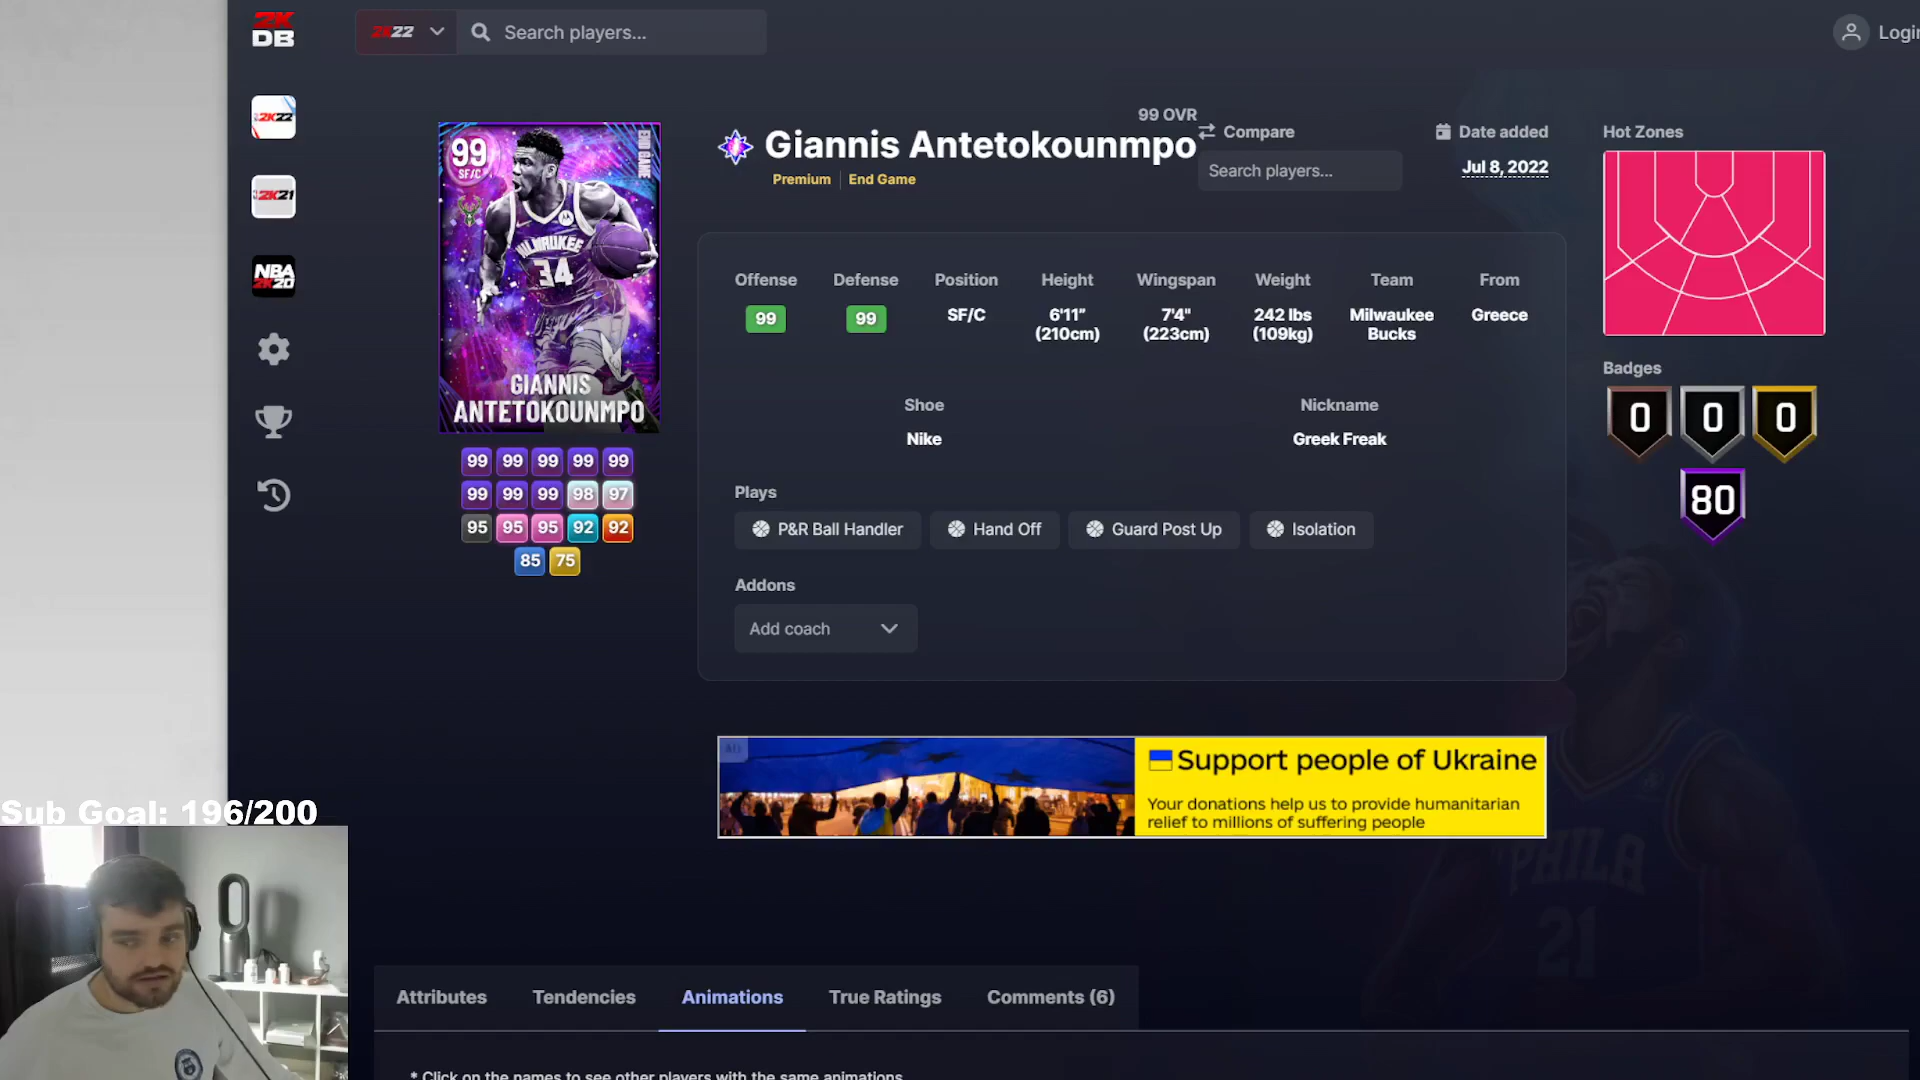 2K
DB
2K22
Search players...
Login
2K22
2K21
NBA
2K20
99
SF/C
END GAME
MILWAUKEE
34
GIANNIS
ANTETOKOUNMPO
99 99 99 99 99
99 99 99 98 97
95 95 95 92 92
85 75
99 OVR
Giannis Antetokounmpo
Premium End Game
Compare
Search players...
Date added
Jul 8, 2022
Hot Zones
Badges
0 0 0
80
Offense Defense Position Height Wingspan Weight Team From
99 99 SF/C 6'11" 7'4" 242 lbs Milwaukee Greece
(210cm) (223cm) (109kg) Bucks
Shoe Nickname
Nike Greek Freak
Plays
P&R Ball Handler Hand Off Guard Post Up Isolation
Addons
Add coach
AD
Support people of Ukraine
Your donations help us to provide humanitarian
relief to millions of suffering people
PHILA
21
Sub Goal: 196/200
Attributes Tendencies Animations True Ratings Comments (6)
* Click on the names to see other players with the same animations